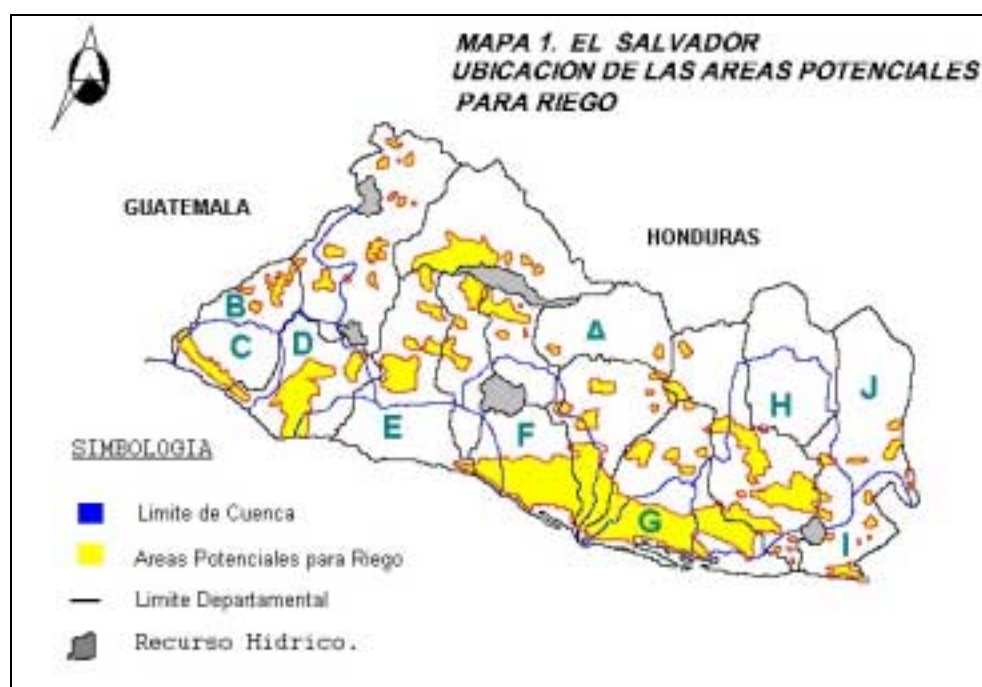 MAPA 1. EL SALVADOR
UBICACION DE LAS AREAS POTENCIALES
PARA RIEGO
GUATEMALA
HONDURAS
B
C
D
A
E
F
G
H
J
I
SIMBOLOGIA
Limite de Cuenca
Areas Potenciales para Riego
Limite Departamental
Recurso Hídrico.